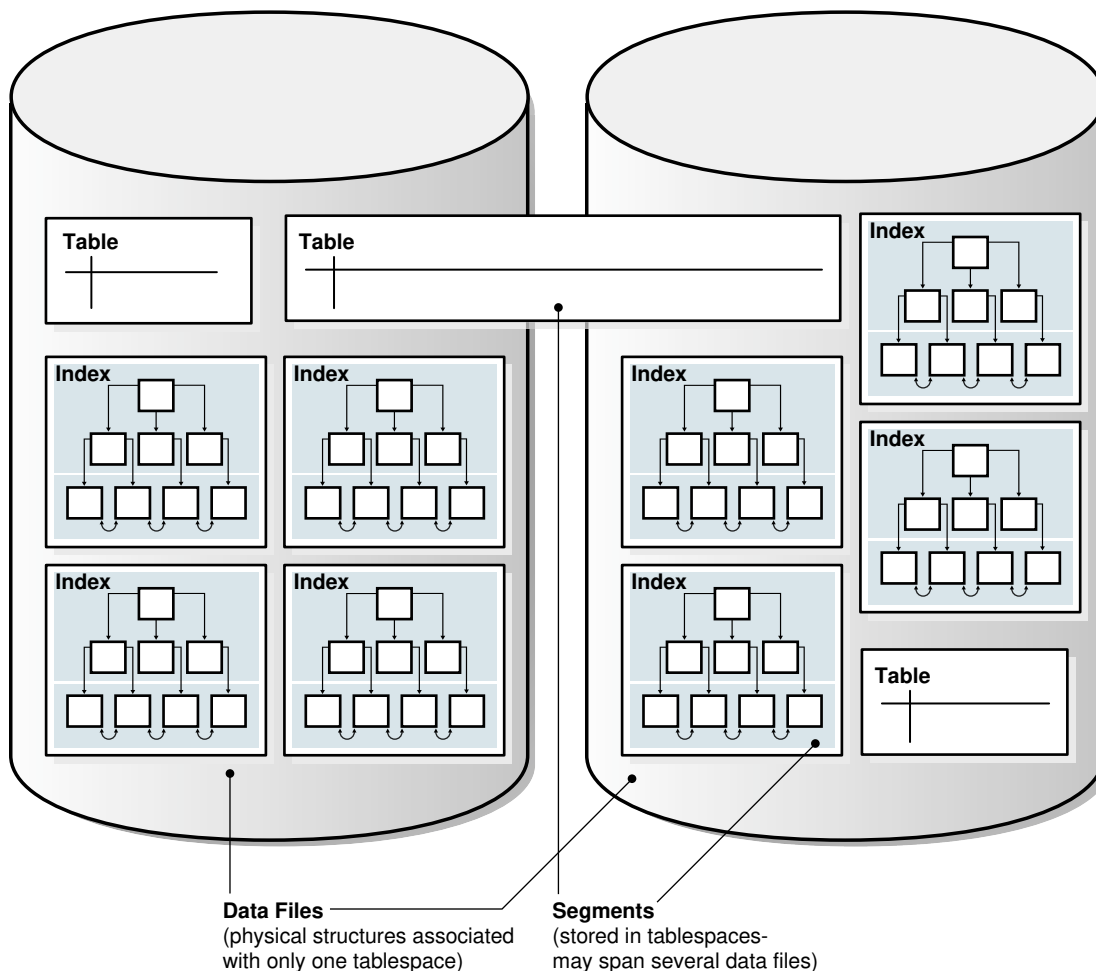 Table
Table
Index
Index
Index
Index
Index
Index
Index
Index
Table
Data Files
(physical structures associated
with only one tablespace)
Segments
(stored in tablespaces-
may span several data files)